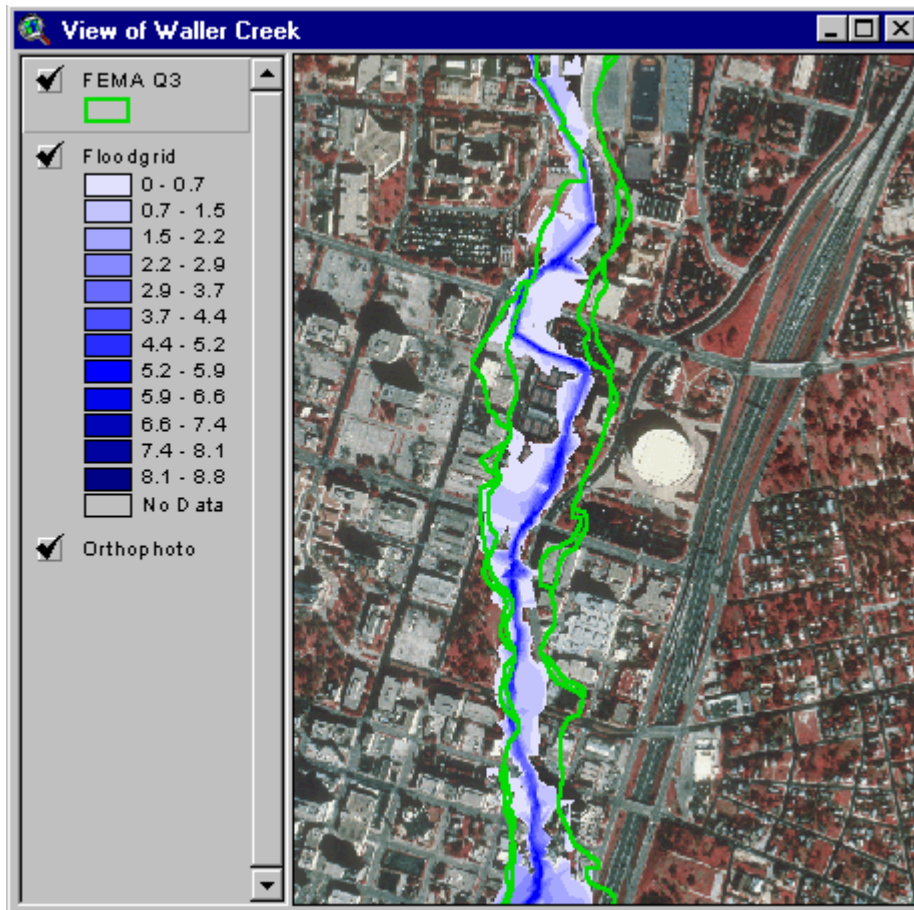 View of Waller Creek
FEMA Q3
Floodgrid
0 - 0.7
0.7 - 1.5
1.5 - 2.2
2.2 - 2.9
2.9 - 3.7
3.7 - 4.4
4.4 - 5.2
5.2 - 5.9
5.9 - 6.6
6.6 - 7.4
7.4 - 8.1
8.1 - 8.8
No Data
Orthophoto